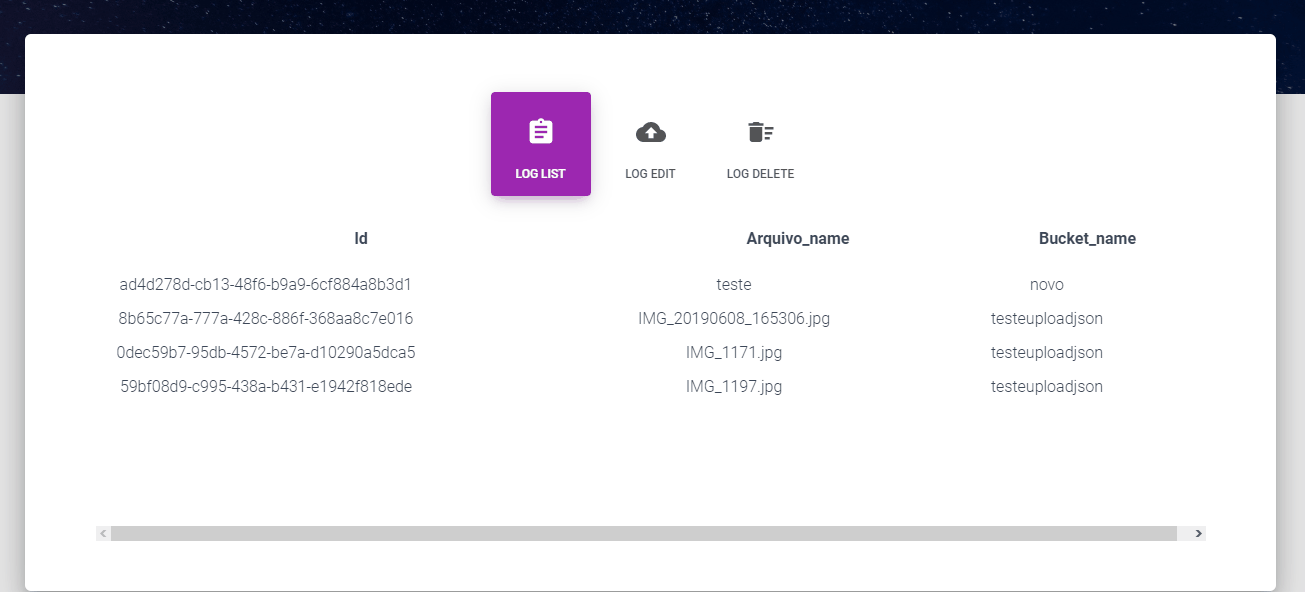 LOG LIST LOG EDIT LOG DELETE
Id Arquivo_name Bucket_name
ad4d278d-cb13-48f6-b9a9-6cf884a8b3d1 teste novo
8b65c77a-777a-428c-886f-368aa8c7e016 IMG_20190608_165306.jpg testeuploadjson
0dec59b7-95db-4572-be7a-d10290a5dca5 IMG_1171.jpg testeuploadjson
59bf08d9-c995-438a-b431-e1942f818ede IMG_1197.jpg testeuploadjson